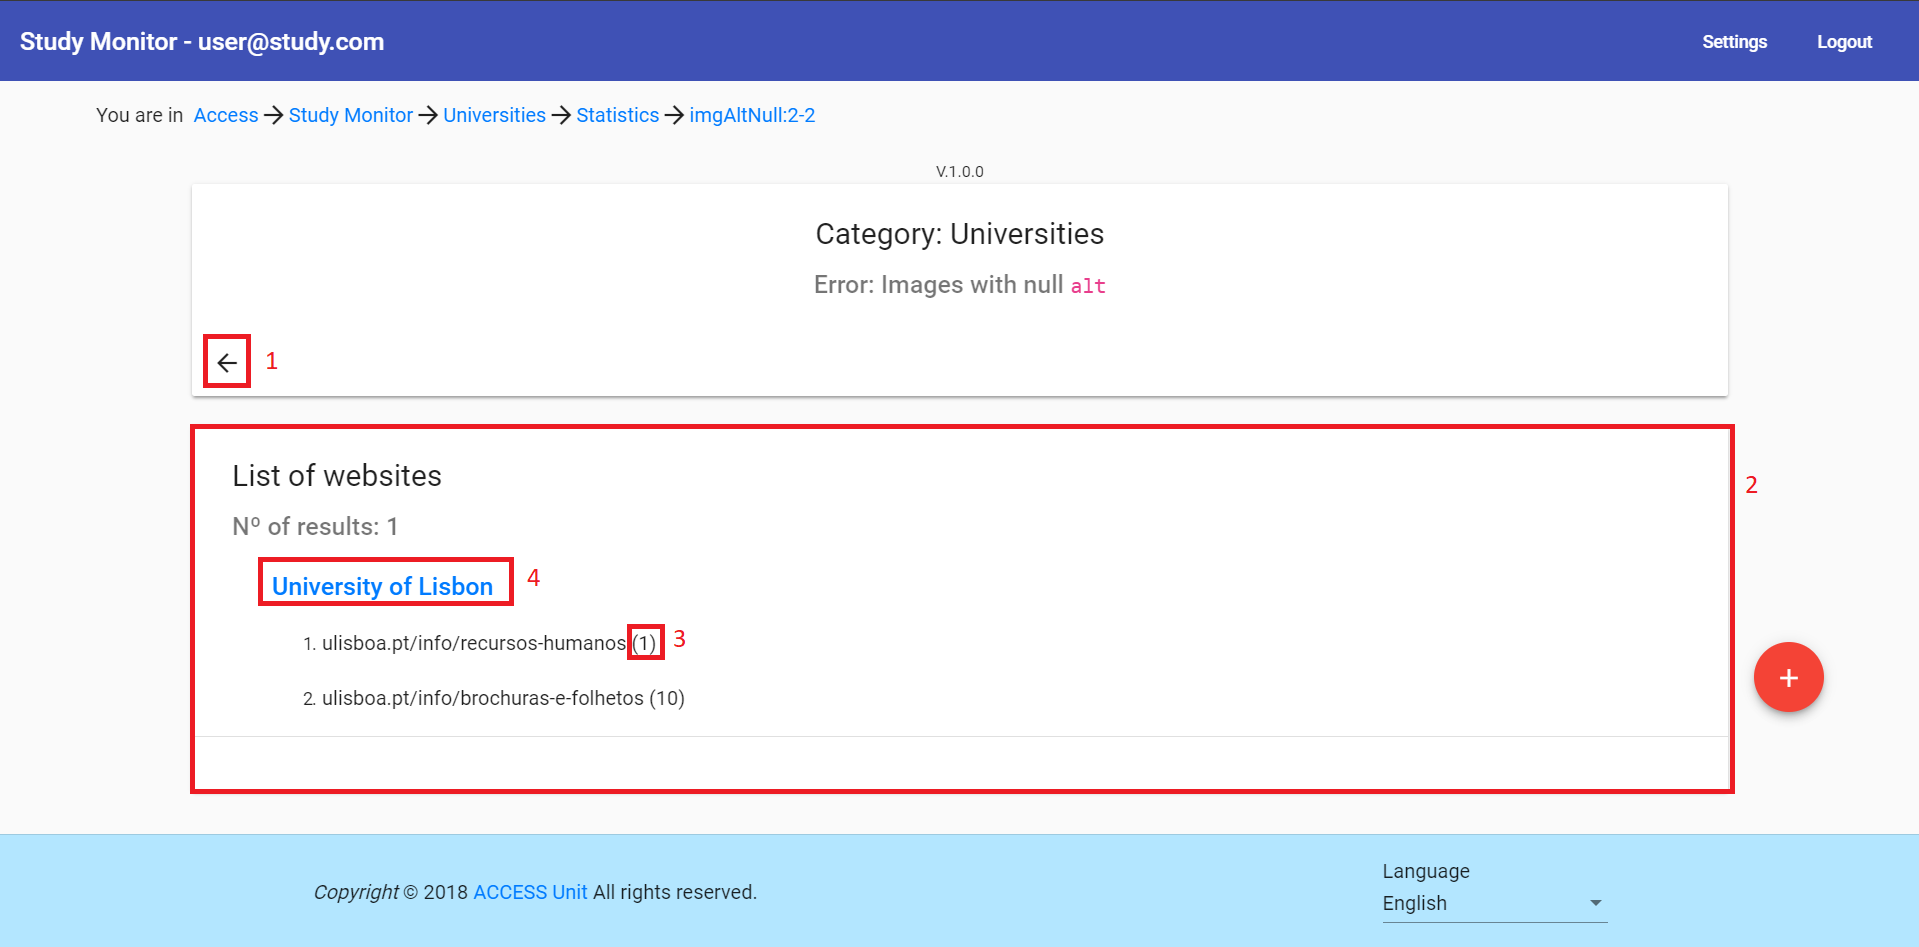 Study Monitor - user@study.com
Settings
Logout
You are in Access → Study Monitor → Universities → Statistics → imgAltNull:2-2
V.1.0.0
Category: Universities
Error: Images with null alt
1
List of websites
2
Nº of results: 1
University of Lisbon
4
1. ulisboa.pt/info/recursos-humanos (1)
3
2. ulisboa.pt/info/brochuras-e-folhetos (10)
+
Copyright © 2018 ACCESS Unit All rights reserved.
Language
English